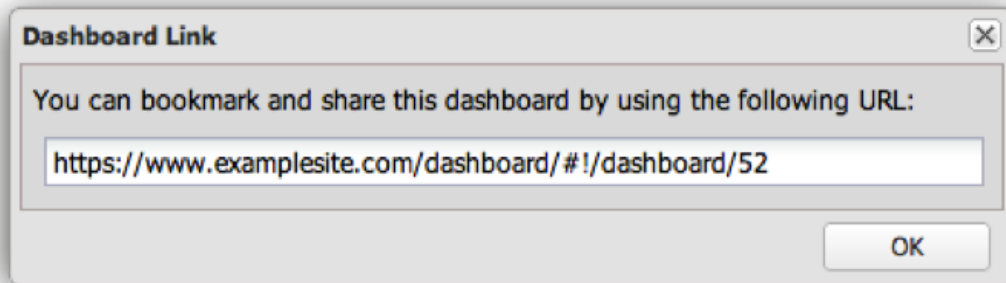 Dashboard Link
You can bookmark and share this dashboard by using the following URL:
https://www.examplesite.com/dashboard/#!/dashboard/52
OK